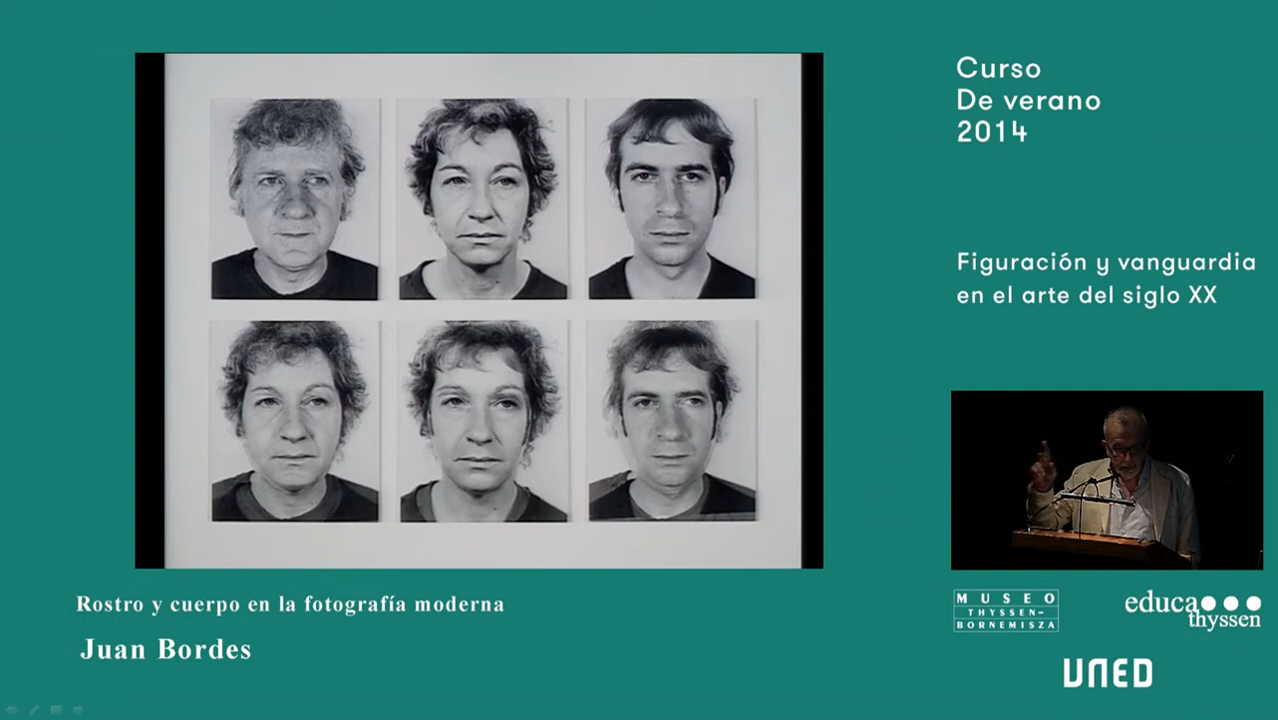 Curso
De verano
2014
Figuración y vanguardia
en el arte del siglo XX
Rostro y cuerpo en la fotografía moderna
Juan Bordes
MUSEO
THYSSEN-
BORNEMISZA
educa
thyssen
UNED